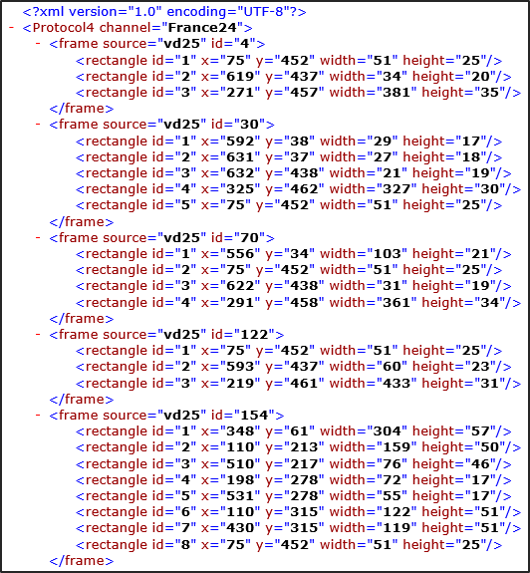 <?xml version="1.0" encoding="UTF-8"?>
- <Protocol4 channel="France24">
- <frame source="vd25" id="4">
<rectangle id="1" x="75" y="452" width="51" height="25"/>
<rectangle id="2" x="619" y="437" width="34" height="20"/>
<rectangle id="3" x="271" y="457" width="381" height="35"/>
</frame>
- <frame source="vd25" id="30">
<rectangle id="1" x="592" y="38" width="29" height="17"/>
<rectangle id="2" x="631" y="37" width="27" height="18"/>
<rectangle id="3" x="632" y="438" width="21" height="19"/>
<rectangle id="4" x="325" y="462" width="327" height="30"/>
<rectangle id="5" x="75" y="452" width="51" height="25"/>
</frame>
- <frame source="vd25" id="70">
<rectangle id="1" x="556" y="34" width="103" height="21"/>
<rectangle id="2" x="75" y="452" width="51" height="25"/>
<rectangle id="3" x="622" y="438" width="31" height="19"/>
<rectangle id="4" x="291" y="458" width="361" height="34"/>
</frame>
- <frame source="vd25" id="122">
<rectangle id="1" x="75" y="452" width="51" height="25"/>
<rectangle id="2" x="593" y="437" width="60" height="23"/>
<rectangle id="3" x="219" y="461" width="433" height="31"/>
</frame>
- <frame source="vd25" id="154">
<rectangle id="1" x="348" y="61" width="304" height="57"/>
<rectangle id="2" x="110" y="213" width="159" height="50"/>
<rectangle id="3" x="510" y="217" width="76" height="46"/>
<rectangle id="4" x="198" y="278" width="72" height="17"/>
<rectangle id="5" x="531" y="278" width="55" height="17"/>
<rectangle id="6" x="110" y="315" width="122" height="51"/>
<rectangle id="7" x="430" y="315" width="119" height="51"/>
<rectangle id="8" x="75" y="452" width="51" height="25"/>
</frame>